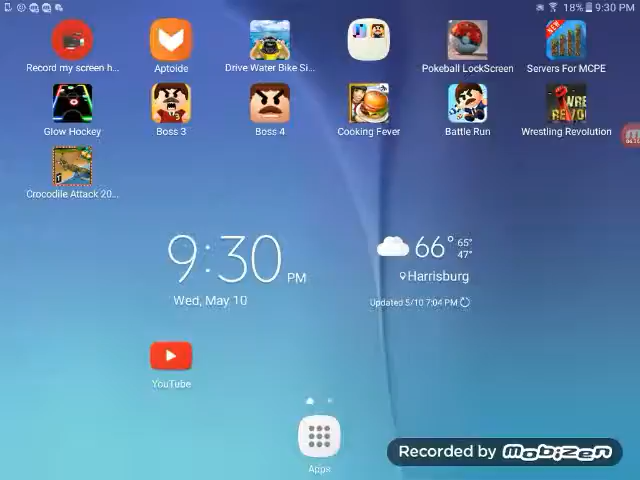 18% 9:30 PM
Record my screen h...
Aptoide
Drive Water Bike Si...
Pokeball LockScreen
NEW
Servers For MCPE
Glow Hockey
Boss 3
Boss 4
Cooking Fever
Battle Run
Wrestling Revolution
Crocodile Attack 20...
9:30 PM
66° 65°
47°
Wed, May 10
Harrisburg
Updated 5/10 7:04 PM
YouTube
Apps
Recorded by Mobizen